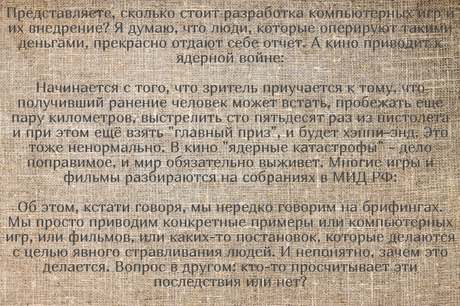 Представляете, сколько стоит разработка компьютерных игр и
их внедрение? Я думаю, что люди, которые оперируют такими
деньгами, прекрасно отдают себе отчет. А кино приводит к
ядерной войне:
Начинается с того, что зритель приучается к тому, что
получивший ранение человек может встать, пробежать еще
пару километров, выстрелить сто пятьдесят раз из пистолета
и при этом ещё взять "главный приз", и будет хэппи-энд. Это
тоже ненормально. В кино "ядерные катастрофы" – дело
поправимое, и мир обязательно выживет. Многие игры и
фильмы разбираются на собраниях в МИД РФ:
Об этом, кстати говоря, мы нередко говорим на брифингах.
Мы просто приводим конкретные примеры или компьютерных
игр, или фильмов, или каких-то постановок, которые делаются
с целью явного стравливания людей. И непонятно, зачем это
делается. Вопрос в другом: кто-то просчитывает эти
последствия или нет?